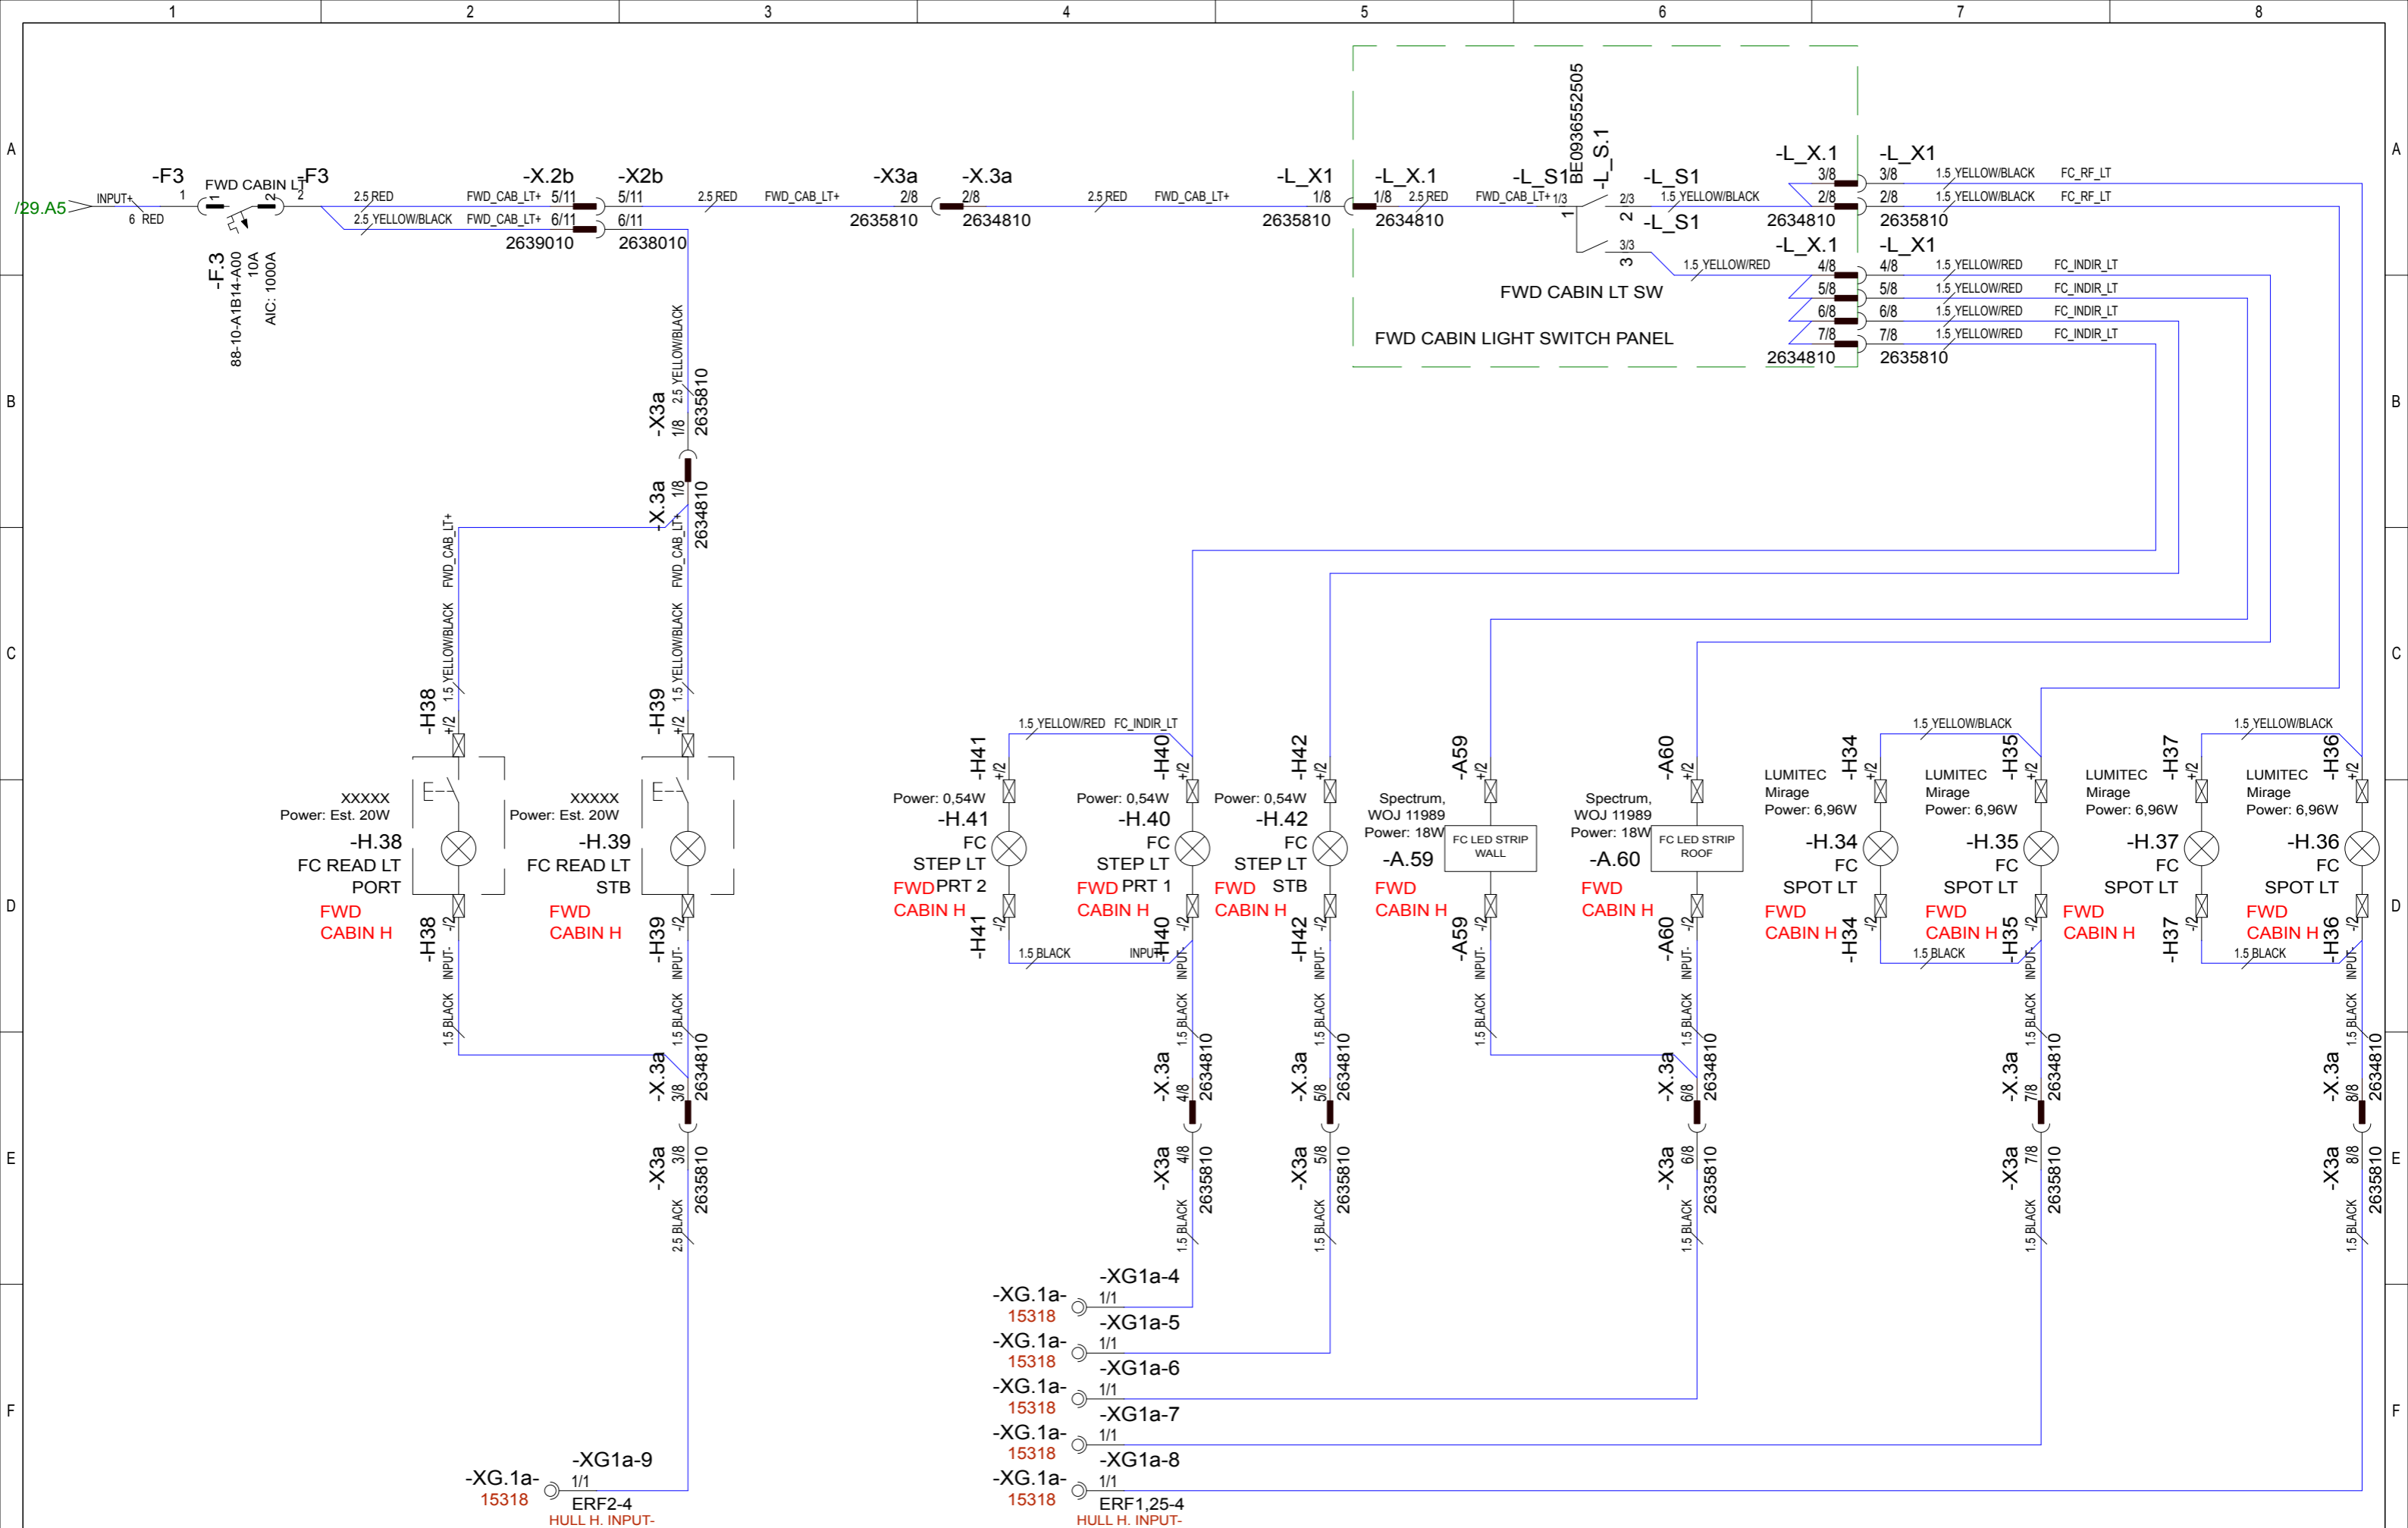 1 2 3 4 5 6 7 8
A
/29.A5
INPUT+
6 RED
-F3
1
FWD CABIN LT
-F3
2
1
2
-F.3
88-10-A1B14-A00
10A
AIC: 1000A
2.5 RED
FWD_CAB_LT+
-X.2b
5/11
-X2b
5/11
2.5 YELLOW/BLACK
FWD_CAB_LT+
6/11
6/11
2639010
2638010
2.5 RED
FWD_CAB_LT+
-X3a
2/8
2635810
-X.3a
2/8
2634810
2.5 RED
FWD_CAB_LT+
-L_X1
1/8
2635810
-L_X.1
1/8
2634810
2.5 RED
FWD_CAB_LT+
-L_S1
1/3
1
BE0936552505
-L_S.1
-L_S1
2/3
2
1.5 YELLOW/BLACK
-L_S1
3/3
3
1.5 YELLOW/RED
FWD CABIN LT SW
FWD CABIN LIGHT SWITCH PANEL
-L_X.1
3/8
2/8
2634810
-L_X1
3/8
1.5 YELLOW/BLACK
FC_RF_LT
2/8
1.5 YELLOW/BLACK
FC_RF_LT
2635810
A
-L_X.1
4/8
5/8
6/8
7/8
2634810
-L_X1
4/8
1.5 YELLOW/RED
FC_INDIR_LT
5/8
1.5 YELLOW/RED
FC_INDIR_LT
6/8
1.5 YELLOW/RED
FC_INDIR_LT
7/8
1.5 YELLOW/RED
FC_INDIR_LT
2635810
B
2.5 YELLOW/BLACK
-X3a
1/8
2635810
-X.3a
1/8
2634810
B
C
1.5 YELLOW/BLACK FWD_CAB_LT+
1.5 YELLOW/BLACK FWD_CAB_LT+
C
-H38
+/2
-H39
+/2
1.5 YELLOW/RED FC_INDIR_LT
-H41
+/2
-H40
+/2
-H42
+/2
-A59
+/2
-A60
+/2
1.5 YELLOW/BLACK
-H34
+/2
-H35
+/2
1.5 YELLOW/BLACK
-H37
+/2
-H36
+/2
D
XXXXX
Power: Est. 20W
-H.38
FC READ LT
PORT
FWD
CABIN H
XXXXX
Power: Est. 20W
-H.39
FC READ LT
STB
FWD
CABIN H
Power: 0,54W
-H.41
FC
STEP LT
PRT 2
FWD
CABIN H
Power: 0,54W
-H.40
FC
STEP LT
PRT 1
FWD
CABIN H
Power: 0,54W
-H.42
FC
STEP LT
STB
FWD
CABIN H
Spectrum,
WOJ 11989
Power: 18W
-A.59
FC LED STRIP
WALL
FWD
CABIN H
Spectrum,
WOJ 11989
Power: 18W
-A.60
FC LED STRIP
ROOF
FWD
CABIN H
LUMITEC
Mirage
Power: 6,96W
-H.34
FC
SPOT LT
FWD
CABIN H
LUMITEC
Mirage
Power: 6,96W
-H.35
FC
SPOT LT
FWD
CABIN H
LUMITEC
Mirage
Power: 6,96W
-H.37
FC
SPOT LT
FWD
CABIN H
LUMITEC
Mirage
Power: 6,96W
-H.36
FC
SPOT LT
FWD
CABIN H
D
-H38
-/2
-H39
-/2
-H41
-/2
-H40
-/2
-H42
-/2
-A59
-/2
-A60
-/2
-H34
-/2
-H35
-/2
-H37
-/2
-H36
-/2
1.5 BLACK
INPUT-
1.5 BLACK
1.5 BLACK
1.5 BLACK INPUT-
1.5 BLACK INPUT-
1.5 BLACK INPUT-
1.5 BLACK INPUT-
1.5 BLACK INPUT-
1.5 BLACK INPUT-
1.5 BLACK INPUT-
1.5 BLACK INPUT-
E
-X.3a
3/8
2634810
-X.3a
4/8
2634810
-X.3a
5/8
-X.3a
6/8
2634810
-X.3a
7/8
2634810
-X.3a
8/8
2634810
-X3a
3/8
2635810
-X3a
4/8
2635810
-X3a
5/8
-X3a
6/8
2635810
-X3a
7/8
2635810
-X3a
8/8
2635810
E
2.5 BLACK
1.5 BLACK
1.5 BLACK
1.5 BLACK
1.5 BLACK
1.5 BLACK
F
-XG1a-4
-XG.1a-
1/1
15318
-XG1a-5
-XG.1a-
1/1
15318
-XG1a-6
-XG.1a-
1/1
15318
-XG1a-7
-XG.1a-
1/1
15318
-XG1a-8
-XG.1a-
1/1
15318
ERF1,25-4
HULL H. INPUT-
-XG1a-9
-XG.1a-
1/1
15318
ERF2-4
HULL H. INPUT-
F